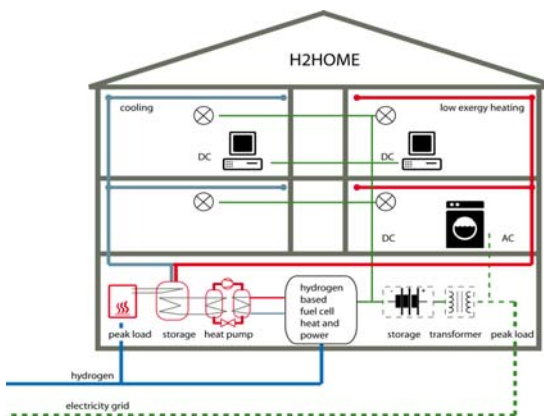 H2HOME
cooling
low exergy heating
DC
DC
DC
AC
hydrogen
based
fuel cell
heat and
power
peak load
storage
heat pump
storage
transformer
peak load
hydrogen
electricity grid